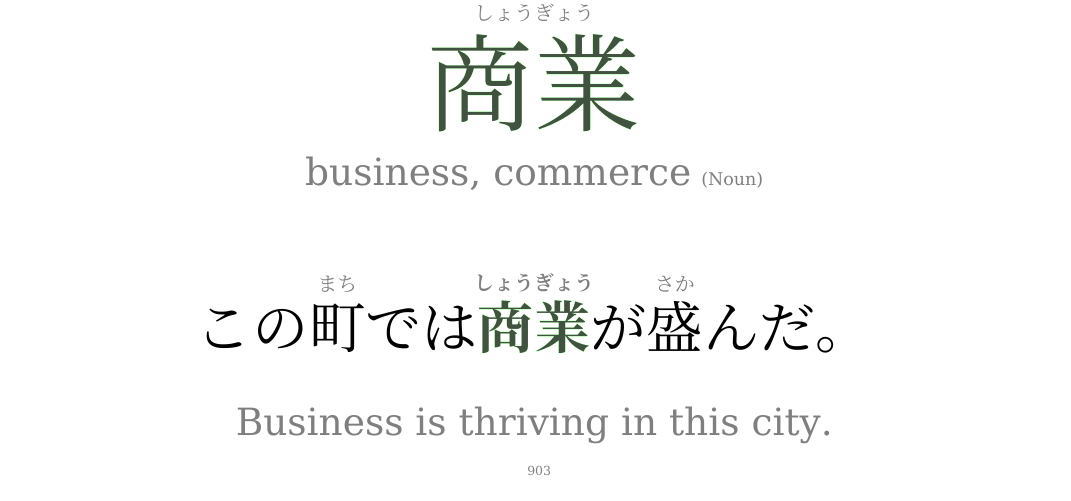 しょうぎょう
商業
business, commerce (Noun)
まち しょうぎょう さか
この町では商業が盛んだ。
Business is thriving in this city.
903